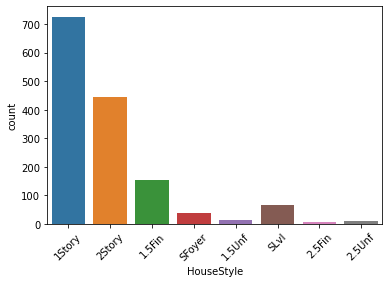 700
600
500
400
300
200
100
0
count
1Story
2Story
1.5Fin
SFoyer
1.5Unf
SLvl
2.5Fin
2.5Unf
HouseStyle